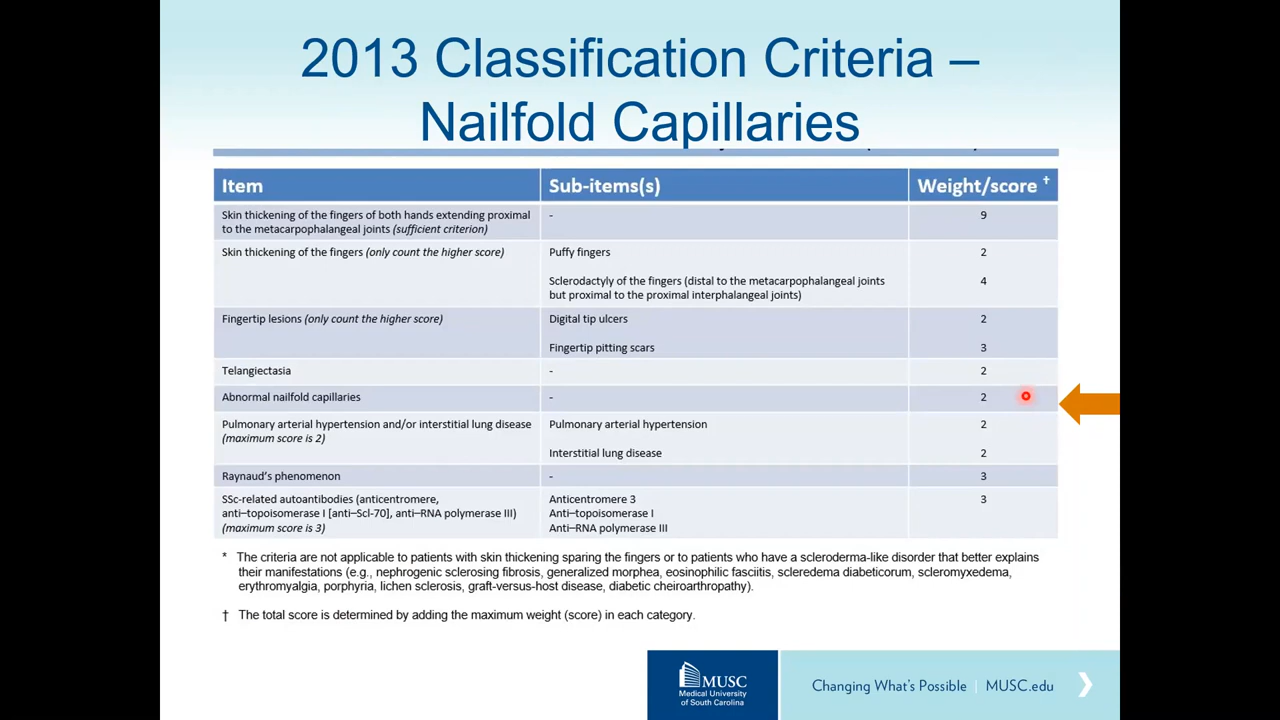 2013 Classification Criteria –
Nailfold Capillaries
Item Sub-items(s) Weight/score †
Skin thickening of the fingers of both hands extending proximal
to the metacarpophalangeal joints (sufficient criterion)
- 9
Skin thickening of the fingers (only count the higher score) Puffy fingers 2
Sclerodactyly of the fingers (distal to the metacarpophalangeal joints
but proximal to the proximal interphalangeal joints)
4
Fingertip lesions (only count the higher score) Digital tip ulcers 2
Fingertip pitting scars 3
Telangiectasia - 2
Abnormal nailfold capillaries - 2
Pulmonary arterial hypertension and/or interstitial lung disease
(maximum score is 2)
Pulmonary arterial hypertension 2
Interstitial lung disease 2
Raynaud's phenomenon - 3
SSc-related autoantibodies (anticentromere,
anti–topoisomerase I [anti–Scl-70], anti–RNA polymerase III)
(maximum score is 3)
Anticentromere 3
Anti–topoisomerase I
Anti–RNA polymerase III
3
* The criteria are not applicable to patients with skin thickening sparing the fingers or to patients who have a scleroderma-like disorder that better explains
their manifestations (e.g., nephrogenic sclerosing fibrosis, generalized morphea, eosinophilic fasciitis, scleredema diabeticorum, scleromyxedema,
erythromyalgia, porphyria, lichen sclerosis, graft-versus-host disease, diabetic cheiroarthropathy).
† The total score is determined by adding the maximum weight (score) in each category.
MUSC
Medical University
of South Carolina
Changing What's Possible | MUSC.edu